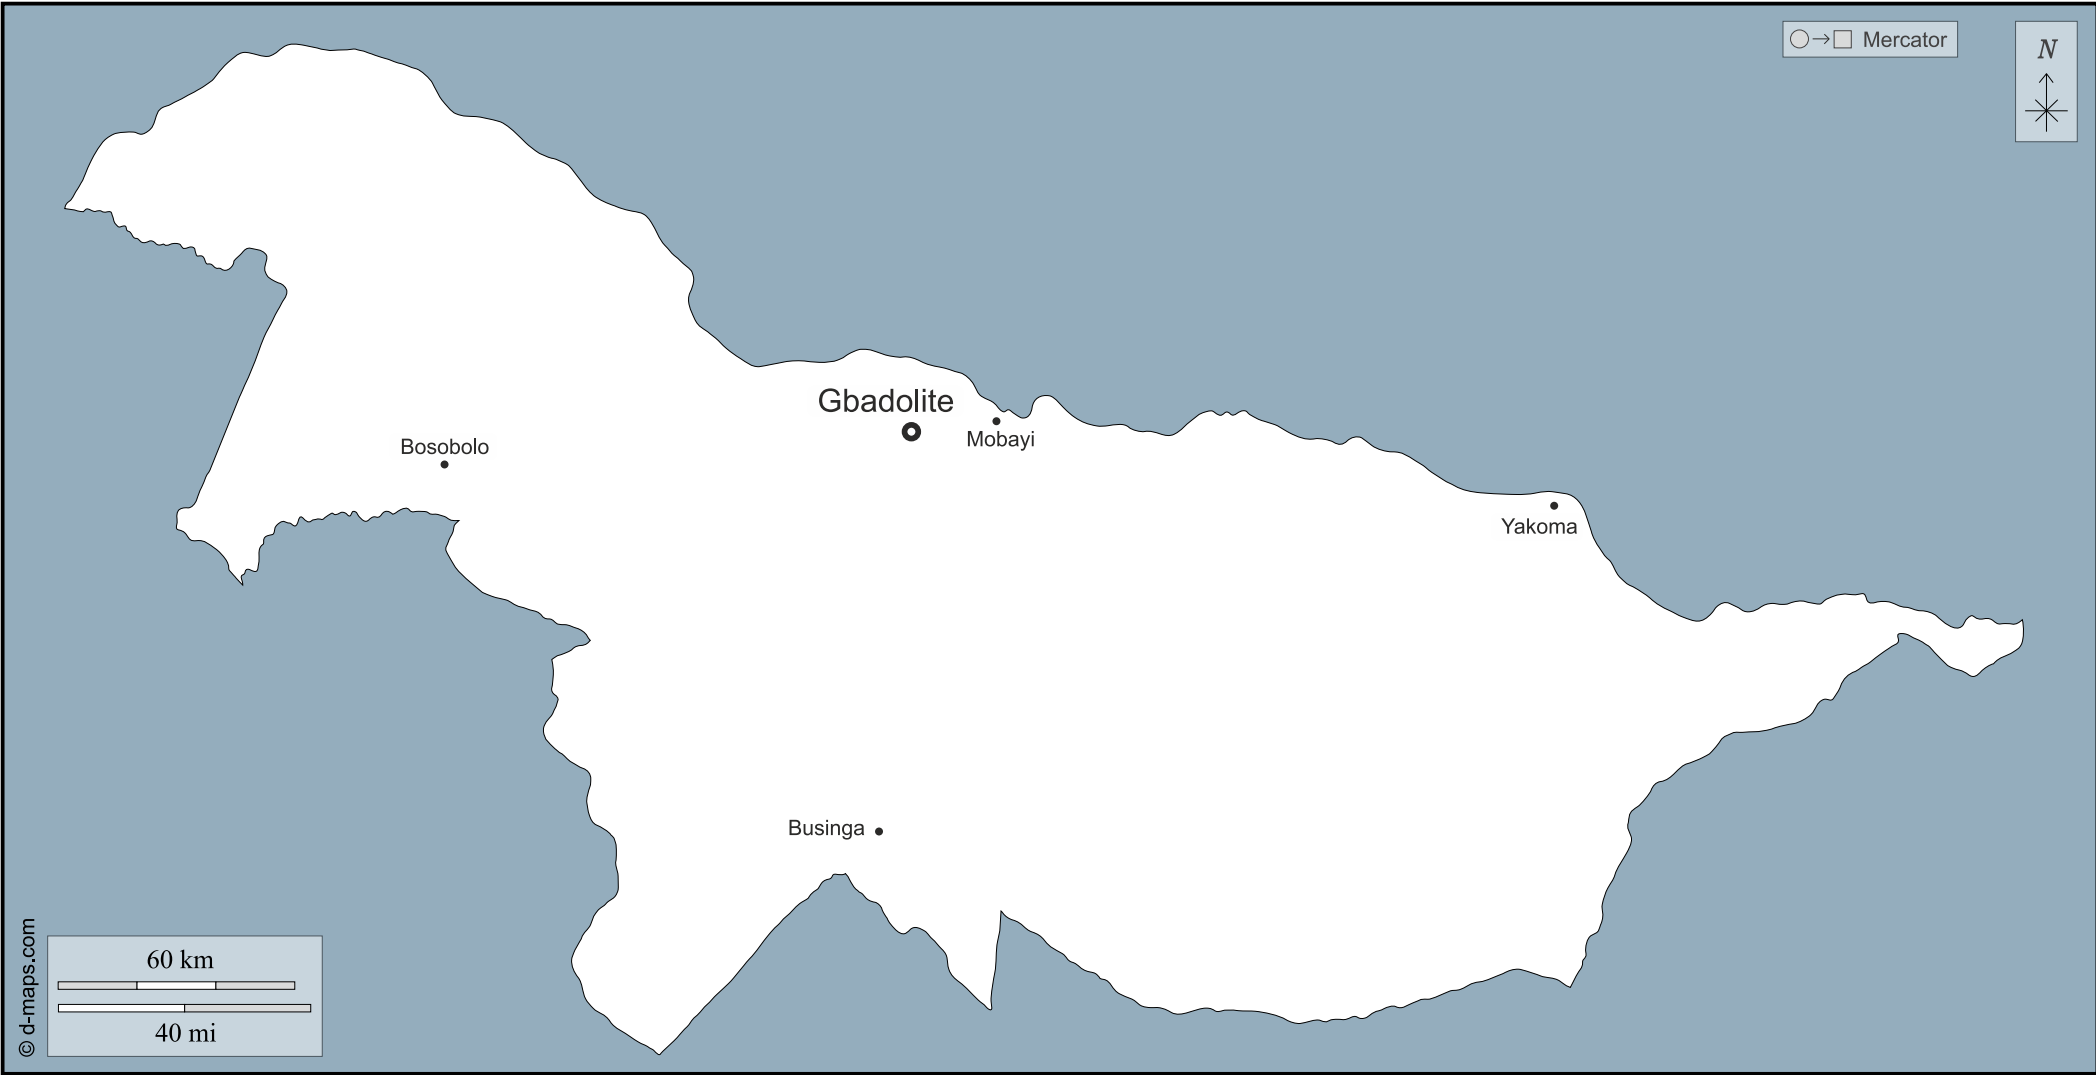 Mercator
N
Gbadolite
Mobayi
Bosobolo
Yakoma
Businga
60 km
40 mi
© d-maps.com